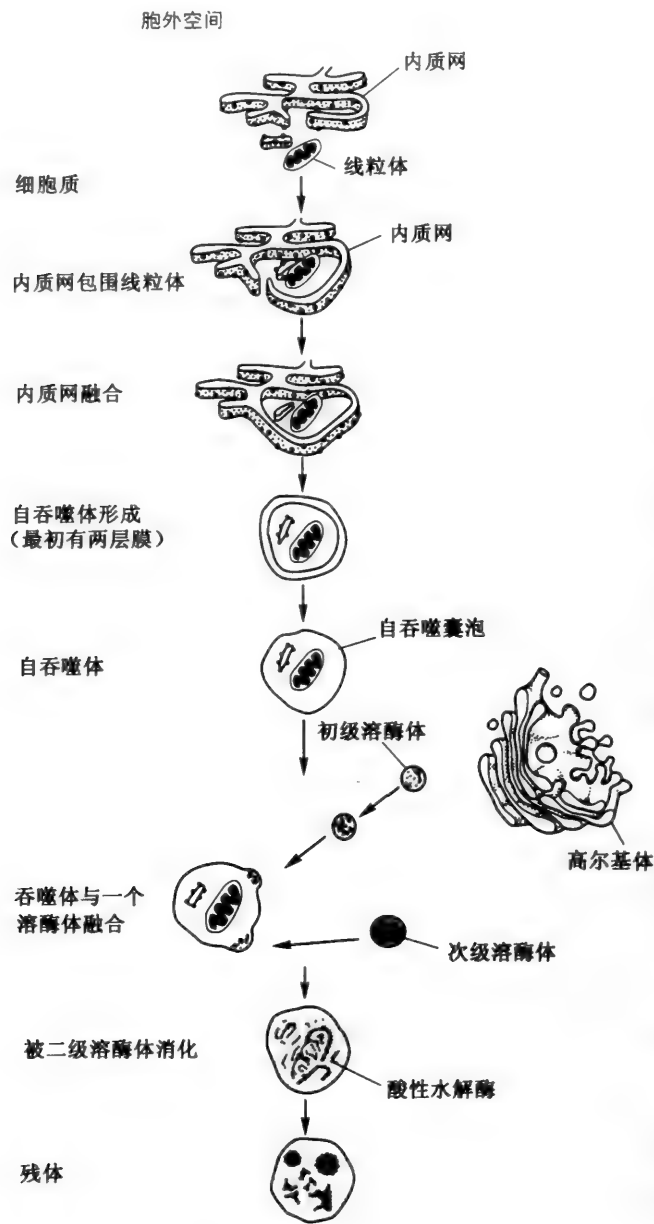 胞外空间
内质网
线粒体
细胞质
内质网
内质网包围线粒体
内质网融合
自吞噬体形成
（最初有两层膜）
自吞噬囊泡
自吞噬体
初级溶酶体
高尔基体
吞噬体与一个
溶酶体融合
次级溶酶体
被二级溶酶体消化
酸性水解酶
残体